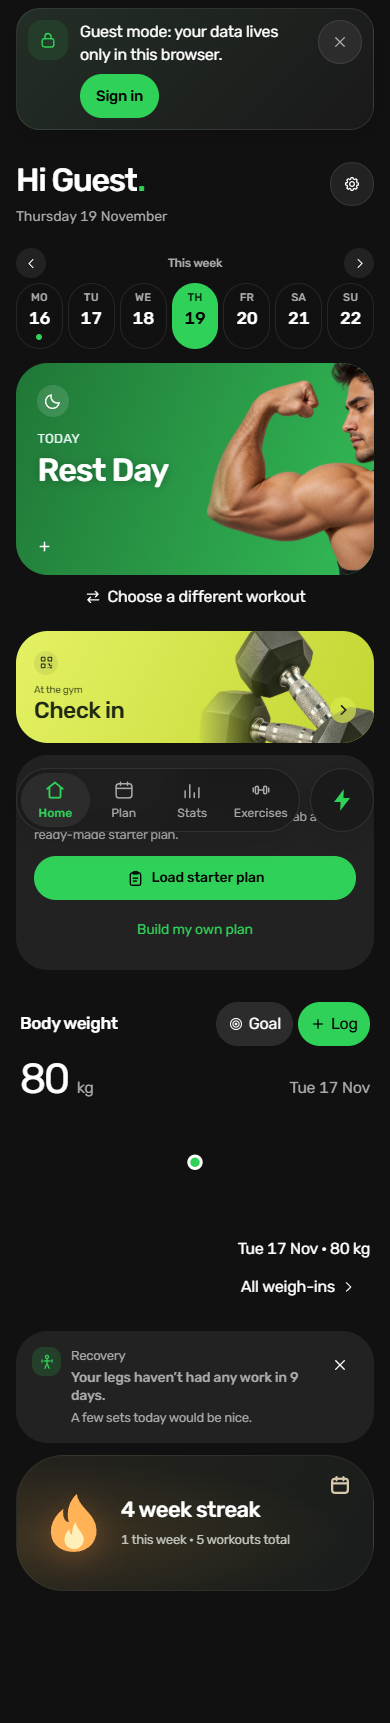 Guest mode: your data lives
only in this browser.
Sign in
Hi Guest.
Thursday 19 November
This week
MO TU WE TH FR SA SU
16 17 18 19 20 21 22
TODAY
Rest Day
Choose a different workout
At the gym
Check in
Home Plan Stats Exercises
ready-made starter plan.
Load starter plan
Build my own plan
Body weight
Goal
+ Log
80 kg
Tue 17 Nov
Tue 17 Nov • 80 kg
All weigh-ins
Recovery
Your legs haven't had any work in 9
days.
A few sets today would be nice.
4 week streak
1 this week • 5 workouts total